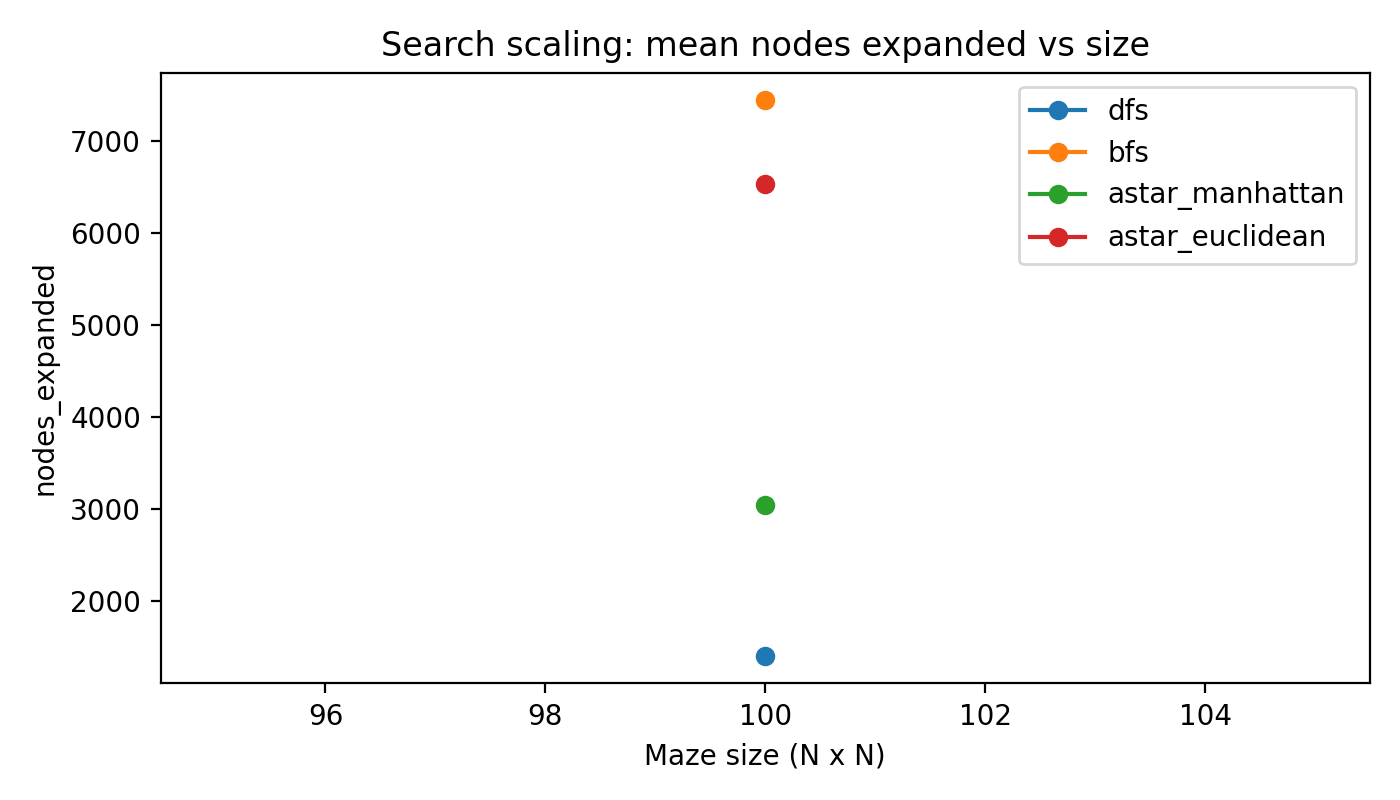 Search scaling: mean nodes expanded vs size
dfs
bfs
astar_manhattan
astar_euclidean
nodes_expanded
7000
6000
5000
4000
3000
2000
96 98 100 102 104
Maze size (N x N)